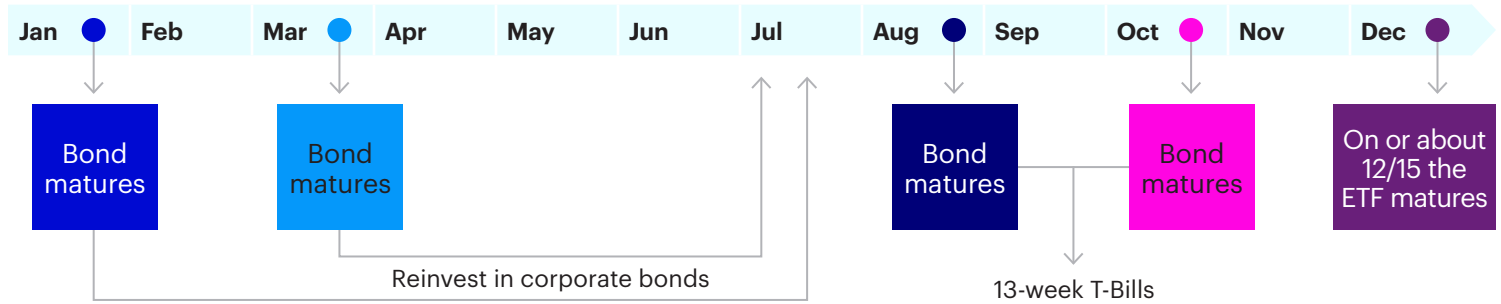 Jan Feb Mar Apr May Jun Jul Aug Sep Oct Nov Dec
Bond
matures
Bond
matures
Bond
matures
Bond
matures
On or about
12/15 the
ETF matures
Reinvest in corporate bonds
13-week T-Bills